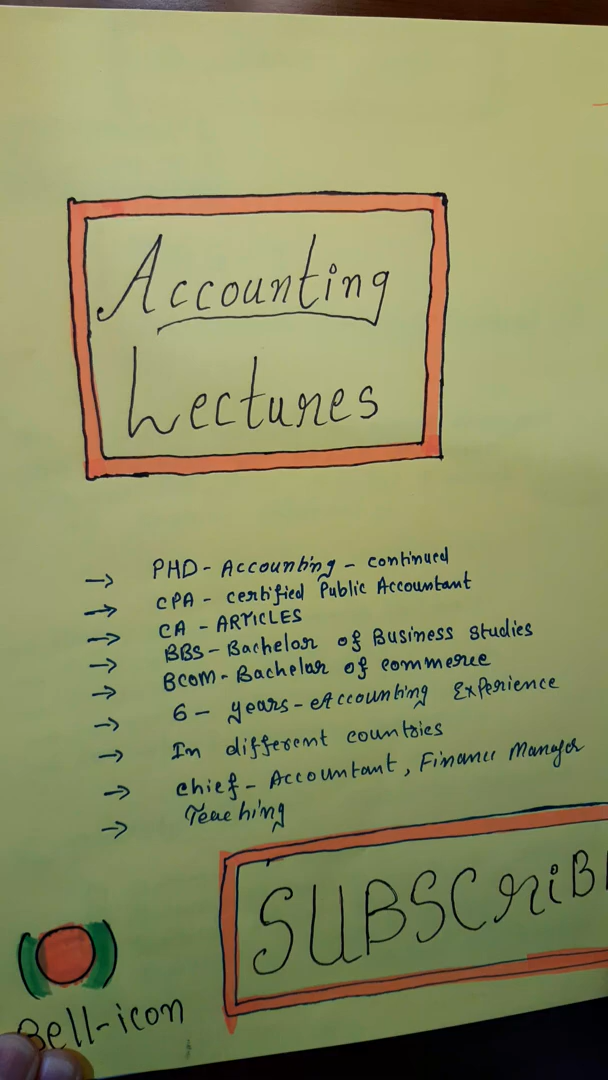 Accounting
Lectures
→ PHD - Accounting - continued
→ CPA - certified Public Accountant
→ CA - ARTICLES
→ BBS - Bachelor of Business studies
→ BCOM - Bachelor of commerce
→ 6 - years - Accounting Experience
→ In different countries
→ chief - Accountant, Finance Manager
→ Teaching
SUBSCRIB
Bell-icon